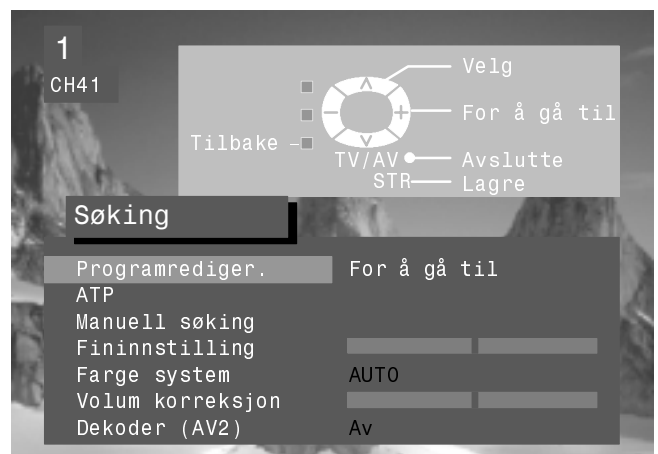 1
CH41
Velg
For å gå til
Tilbake
TV/AV
Avslutte
STR
Lagre
Søking
Programrediger. For å gå til
ATP
Manuell søking
Fininnstilling
Farge system AUTO
Volum korreksjon
Dekoder (AV2) Av